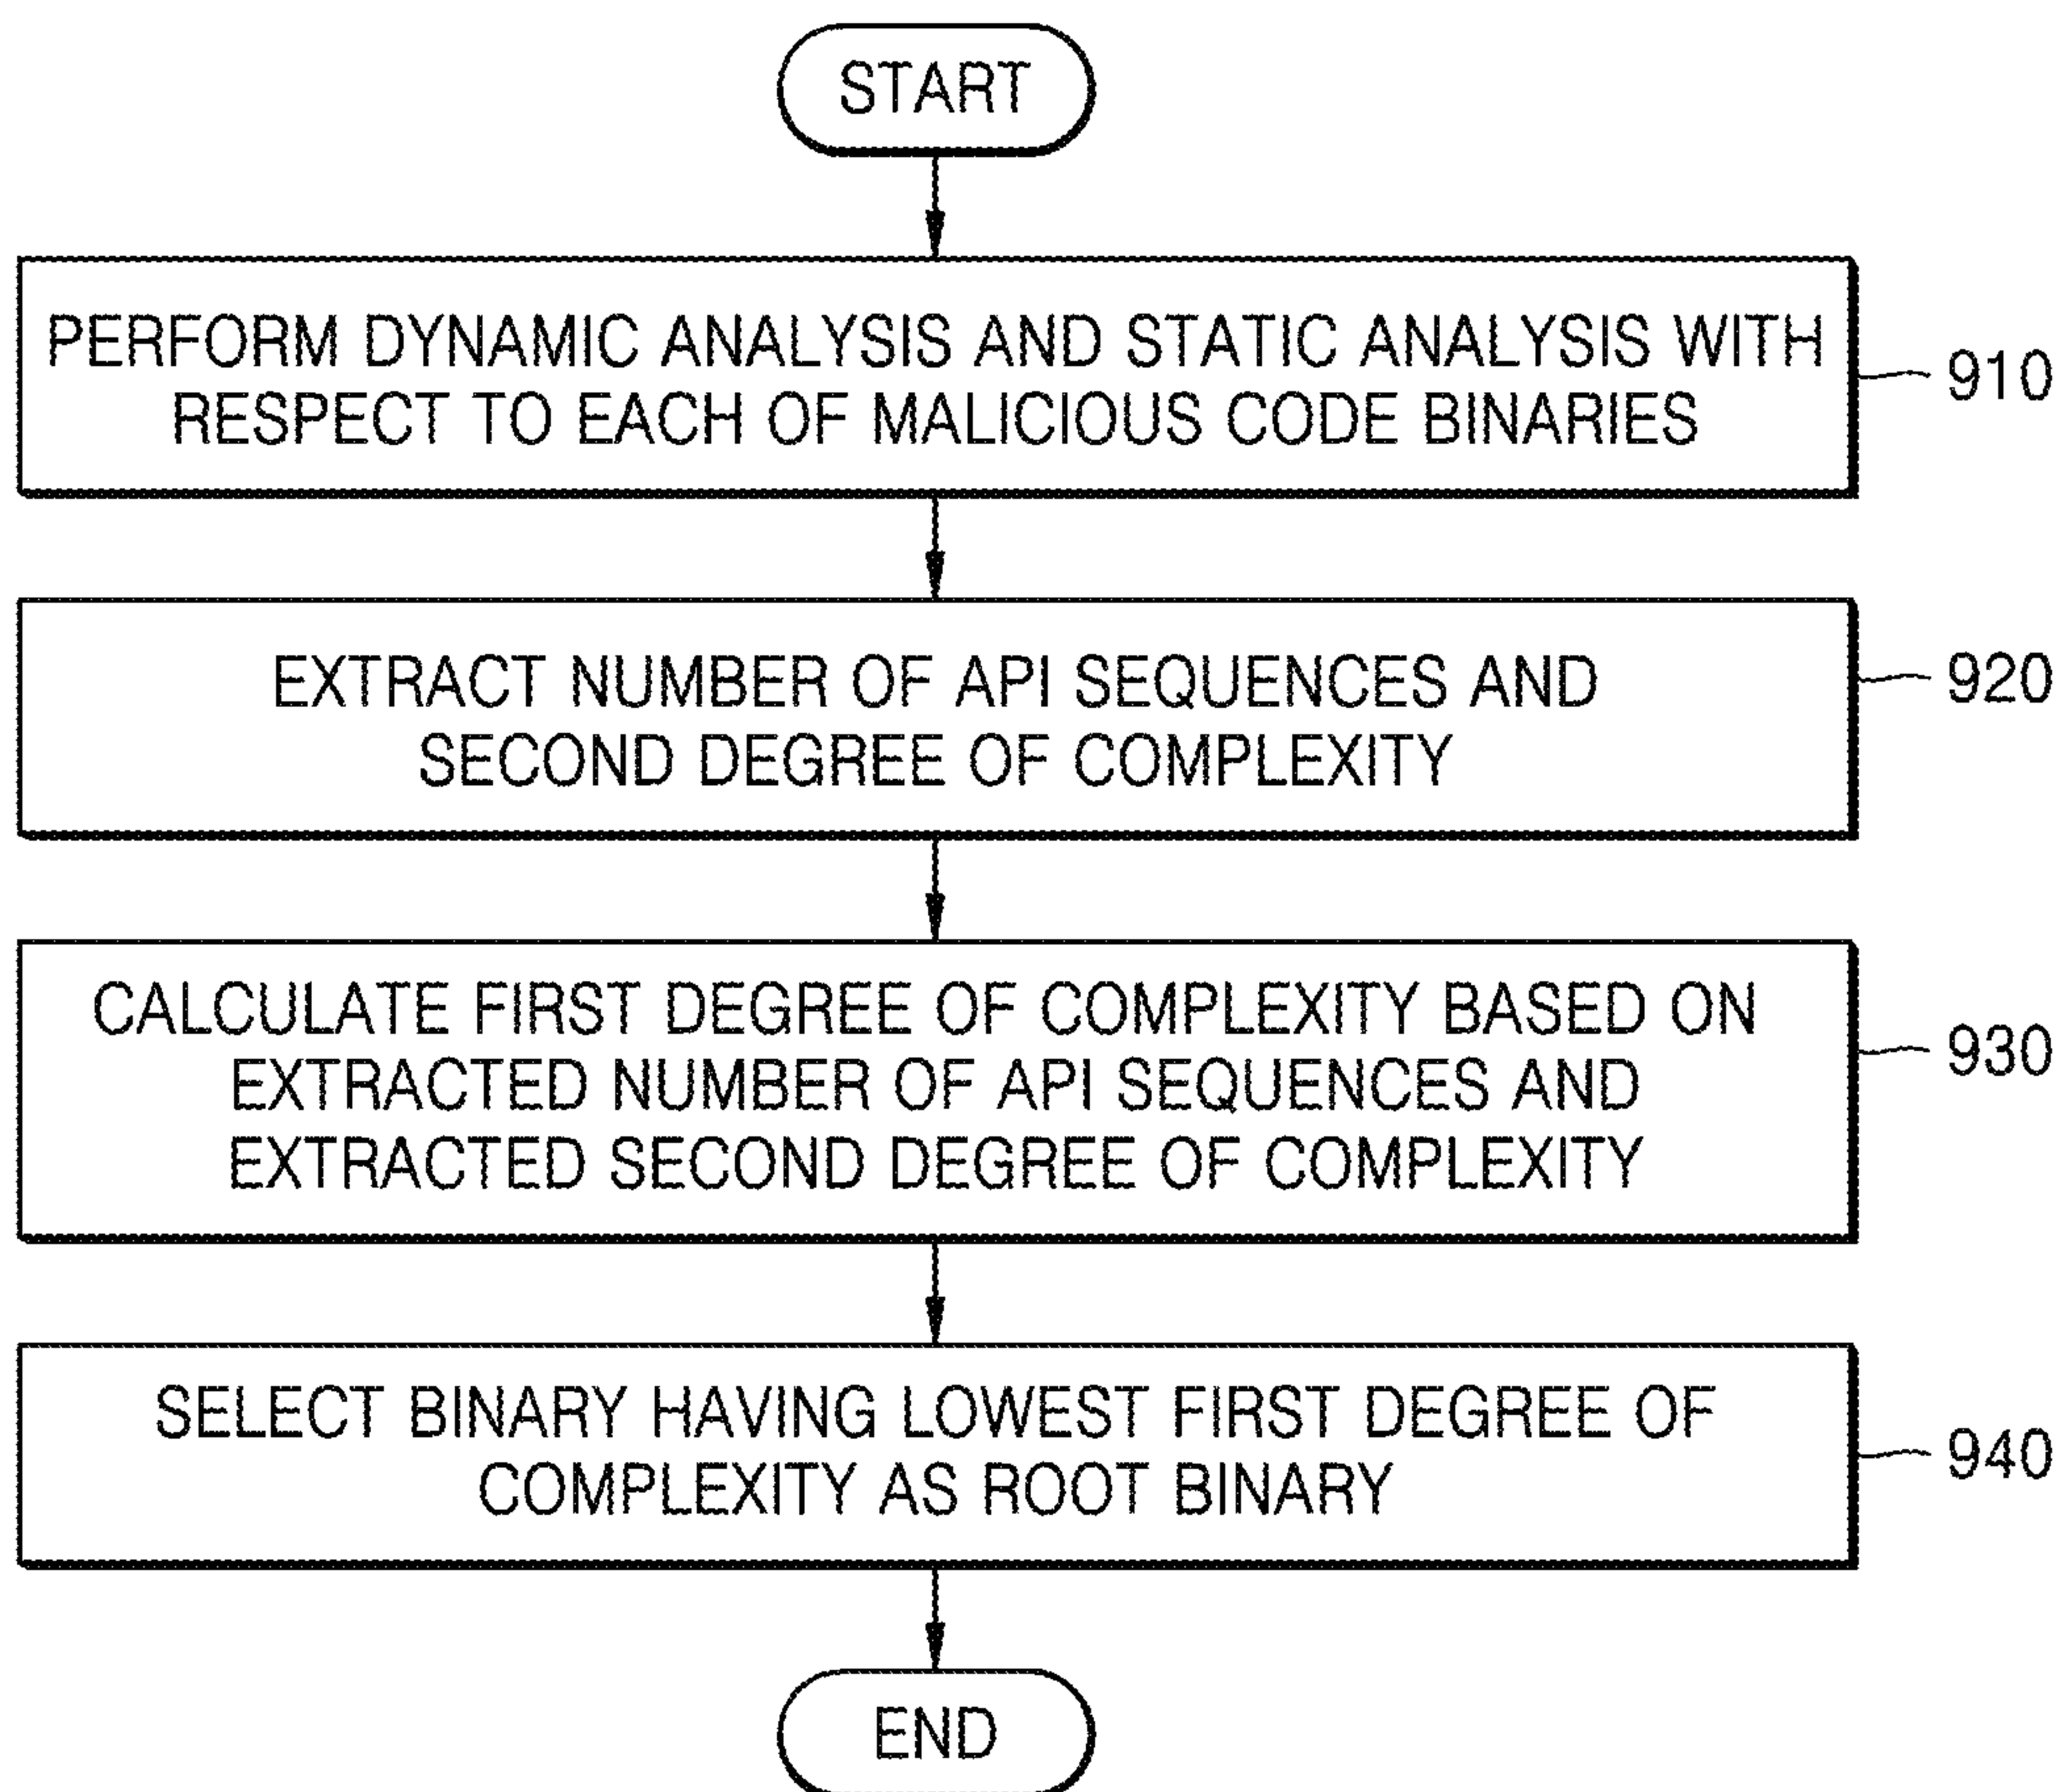 START
PERFORM DYNAMIC ANALYSIS AND STATIC ANALYSIS WITH
RESPECT TO EACH OF MALICIOUS CODE BINARIES
910
EXTRACT NUMBER OF API SEQUENCES AND
SECOND DEGREE OF COMPLEXITY
920
CALCULATE FIRST DEGREE OF COMPLEXITY BASED ON
EXTRACTED NUMBER OF API SEQUENCES AND
EXTRACTED SECOND DEGREE OF COMPLEXITY
930
SELECT BINARY HAVING LOWEST FIRST DEGREE OF
COMPLEXITY AS ROOT BINARY
940
END